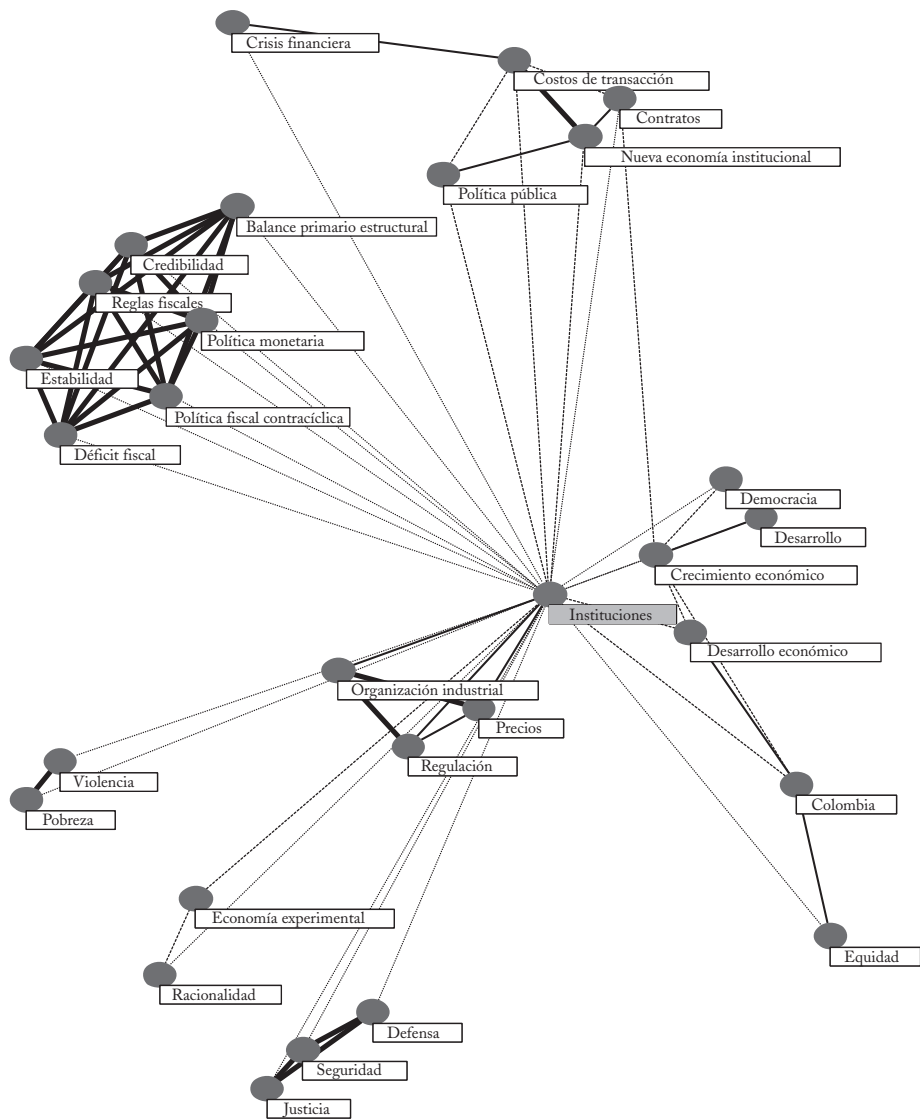 Crisis financiera
Costos de transacción
Contratos
Nueva economía institucional
Política pública
Balance primario estructural
Credibilidad
Reglas fiscales
Política monetaria
Estabilidad
Política fiscal contracíclica
Déficit fiscal
Democracia
Desarrollo
Crecimiento económico
Instituciones
Desarrollo económico
Organización industrial
Precios
Regulación
Violencia
Colombia
Pobreza
Economía experimental
Equidad
Racionalidad
Defensa
Seguridad
Justicia